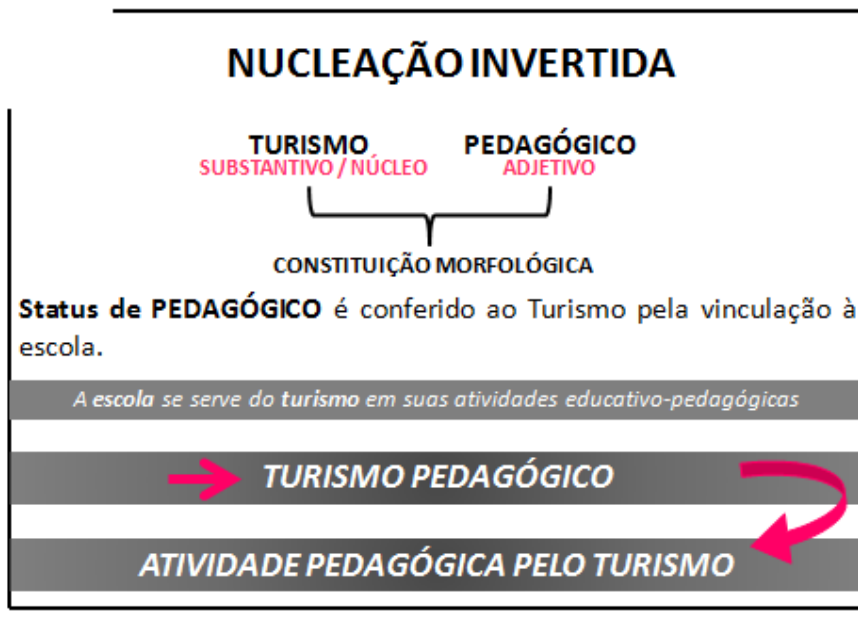 NUCLEAÇÃO INVERTIDA
TURISMO PEDAGÓGICO
SUBSTANTIVO / NÚCLEO ADJETIVO
CONSTITUIÇÃO MORFOLÓGICA
Status de PEDAGÓGICO é conferido ao Turismo pela vinculação à
escola.
A escola se serve do turismo em suas atividades educativo-pedagógicas
TURISMO PEDAGÓGICO
ATIVIDADE PEDAGÓGICA PELO TURISMO